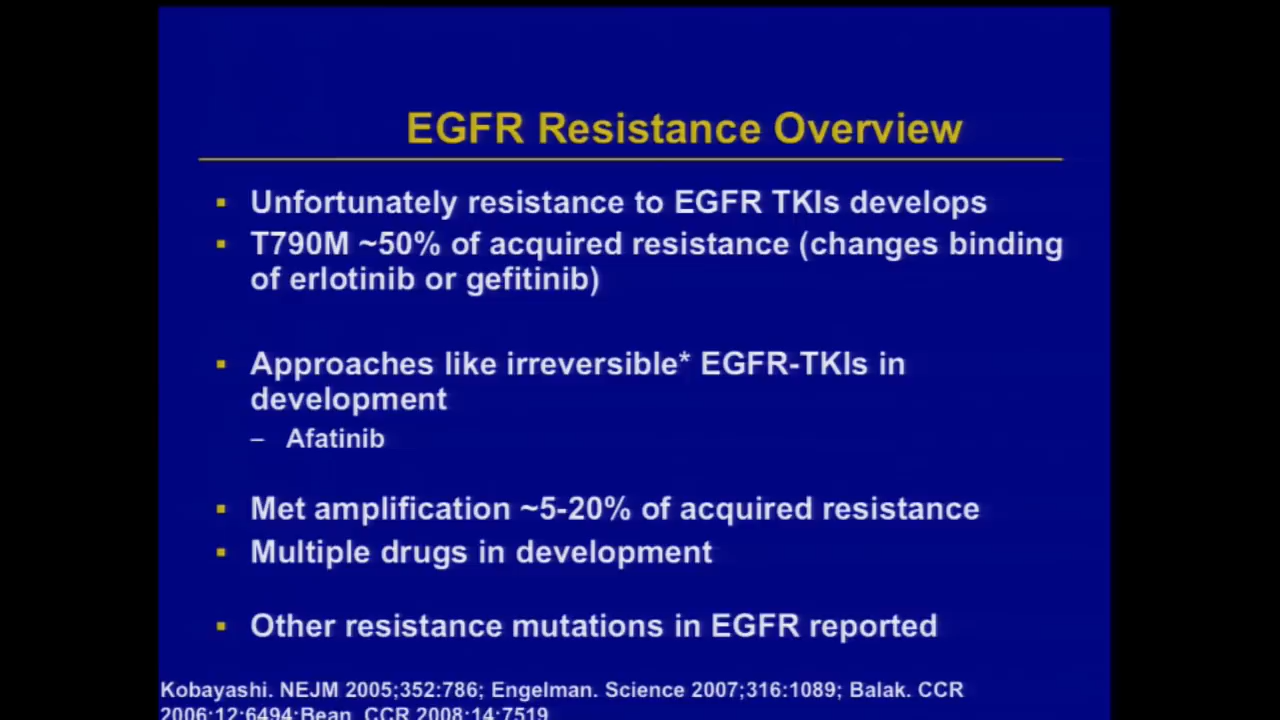 EGFR Resistance Overview
▪ Unfortunately resistance to EGFR TKIs develops
▪ T790M ~50% of acquired resistance (changes binding
of erlotinib or gefitinib)
▪ Approaches like irreversible* EGFR-TKIs in
development
– Afatinib
▪ Met amplification ~5-20% of acquired resistance
▪ Multiple drugs in development
▪ Other resistance mutations in EGFR reported
Kobayashi. NEJM 2005;352:786; Engelman. Science 2007;316:1089; Balak. CCR
2006;12:6494;Bean. CCR 2008;14:7519